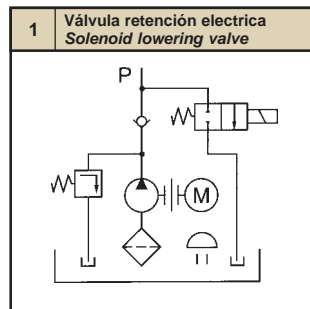 1
Válvula retención electrica
Solenoid lowering valve
P
M